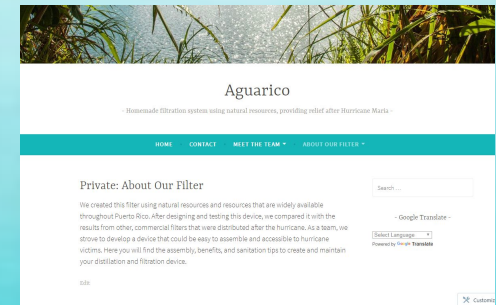 Aguarico
- Homemade filtration system using natural resources, providing relief after Hurricane Maria -
HOME CONTACT MEET THE TEAM ABOUT OUR FILTER
Private: About Our Filter
We created this filter using natural resources and resources that are widely available
throughout Puerto Rico. After designing and testing this device, we compared it with the
results from other, commercial filters that were distributed after the hurricane. As a team, we
strove to develop a device that could be easy to assemble and accessible to hurricane
victims. Here you will find the assembly, benefits, and sanitation tips to create and maintain
your distillation and filtration device.
Edit
Search ...
- Google Translate -
Select Language
Powered by Google Translate
Customiz